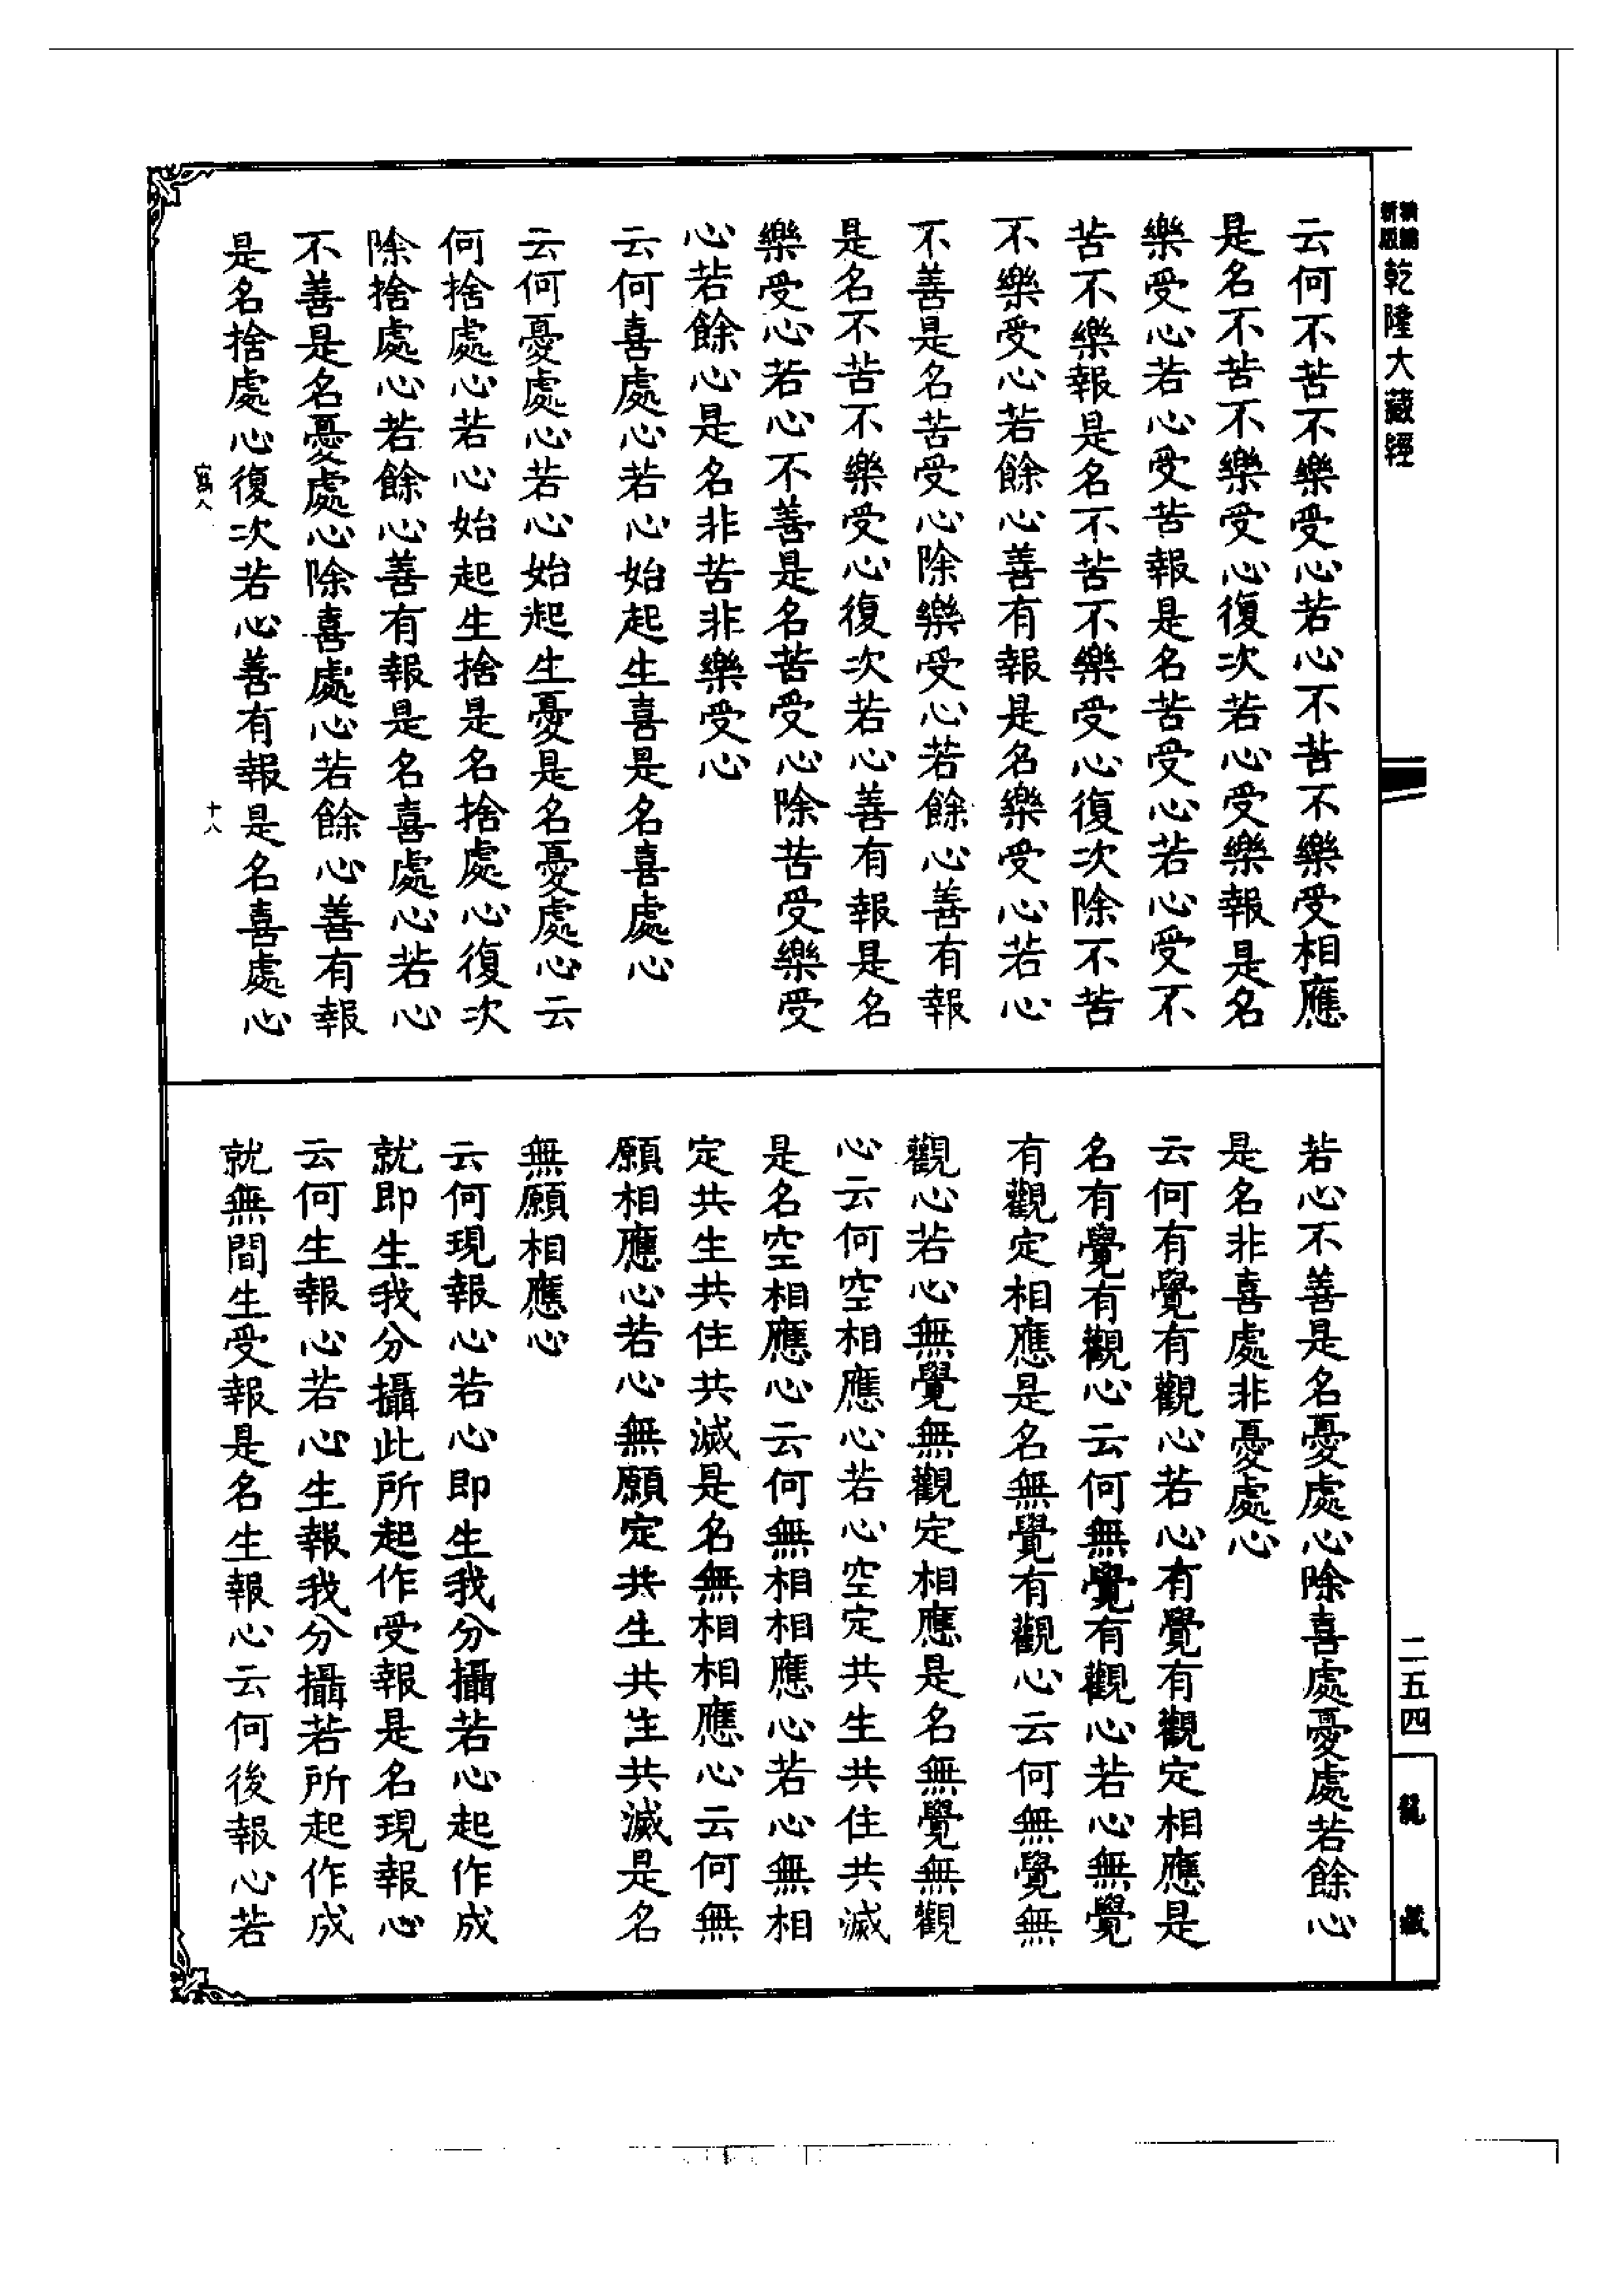 精編
新版
乾隆大藏經
云何不苦不樂受心若心不苦不樂受相應
是名不苦不樂受心復次若心受樂報是名
樂受心若心受苦報是名苦受心若心受不
苦不樂報是名不苦不樂受心復次除不苦
不樂受心若餘心善有報是名樂受心若心
不善是名苦受心除樂受心若餘心善有報
是名不苦不樂受心復次若心善有報是名
樂受心若心不善是名苦受心除苦受樂受
心若餘心是名非苦非樂受心
云何喜處心若心始起生喜是名喜處心
云何憂處心若心始起生憂是名憂處心云
何捨處心若心始起生捨是名捨處心復次
除捨處心若餘心善有報是名喜處心若心
不善是名憂處心除喜處心若餘心善有報
是名捨處心復次若心善有報是名喜處心
十八
若心不善是名憂處心除喜處憂處若餘心
是名非喜處非憂處心
云何有覺有觀心若心有覺有觀定相應是
名有覺有觀心云何無覺有觀心若心無覺
有觀定相應是名無覺有觀心云何無覺無
觀心若心無覺無觀定相應是名無覺無觀
心云何空相應心若心空定共生共住共滅
是名空相應心云何無相相應心若心無相
定共生共住共滅是名無相相應心云何無
願相應心若心無願定共生共住共滅是名
無願相應心
云何現報心若心即生我分攝若心起作成
就即生我分攝此所起作受報是名現報心
云何生報心若心生報我分攝若所起作成
就無間生受報是名生報心云何後報心若
二五四
龍藏